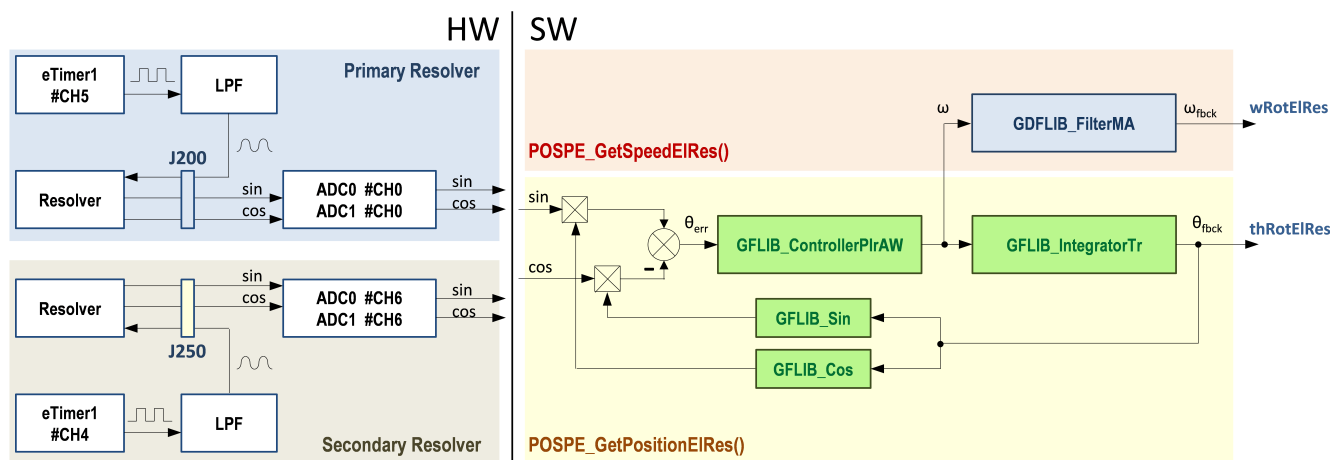 HW
SW
eTimer1
#CH5
LPF
Primary Resolver
J200
Resolver
sin
cos
ADC0 #CH0
ADC1 #CH0
sin
cos
Resolver
sin
cos
J250
ADC0 #CH6
ADC1 #CH6
sin
cos
eTimer1
#CH4
LPF
Secondary Resolver
ω
GDFLIB_FilterMA
ωfbck
wRotElRes
POSPE_GetSpeedElRes()
sin
cos
-
θerr
GFLIB_ControllerPIrAW
GFLIB_IntegratorTr
θfbck
thRotElRes
GFLIB_Sin
GFLIB_Cos
POSPE_GetPositionElRes()